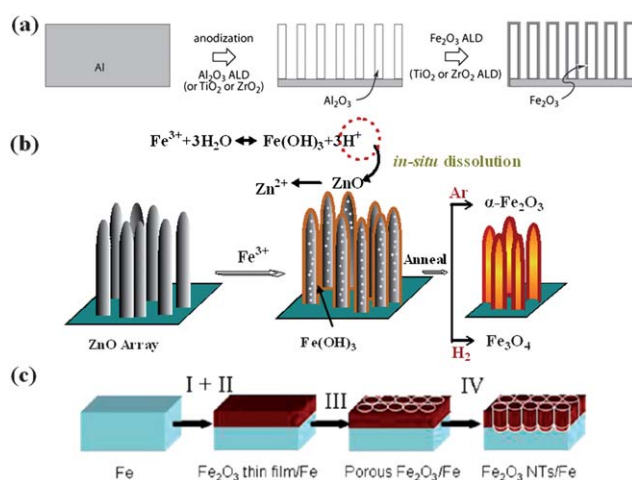 (a)
Al
anodization
Al₂O₃ ALD
(or TiO₂ or ZrO₂)
Al₂O₃
Fe₂O₃ ALD
(TiO₂ or ZrO₂ ALD)
Fe₂O₃
(b)
Fe³⁺+3H₂O ↔ Fe(OH)₃+3H⁺
in-situ dissolution
Zn²⁺ ← ZnO
Ar
α-Fe₂O₃
Fe³⁺
Anneal
ZnO Array
Fe(OH)₃
H₂
Fe₃O₄
(c)
I + II
III
IV
Fe
Fe₂O₃ thin film/Fe
Porous Fe₂O₃/Fe
Fe₂O₃ NTs/Fe